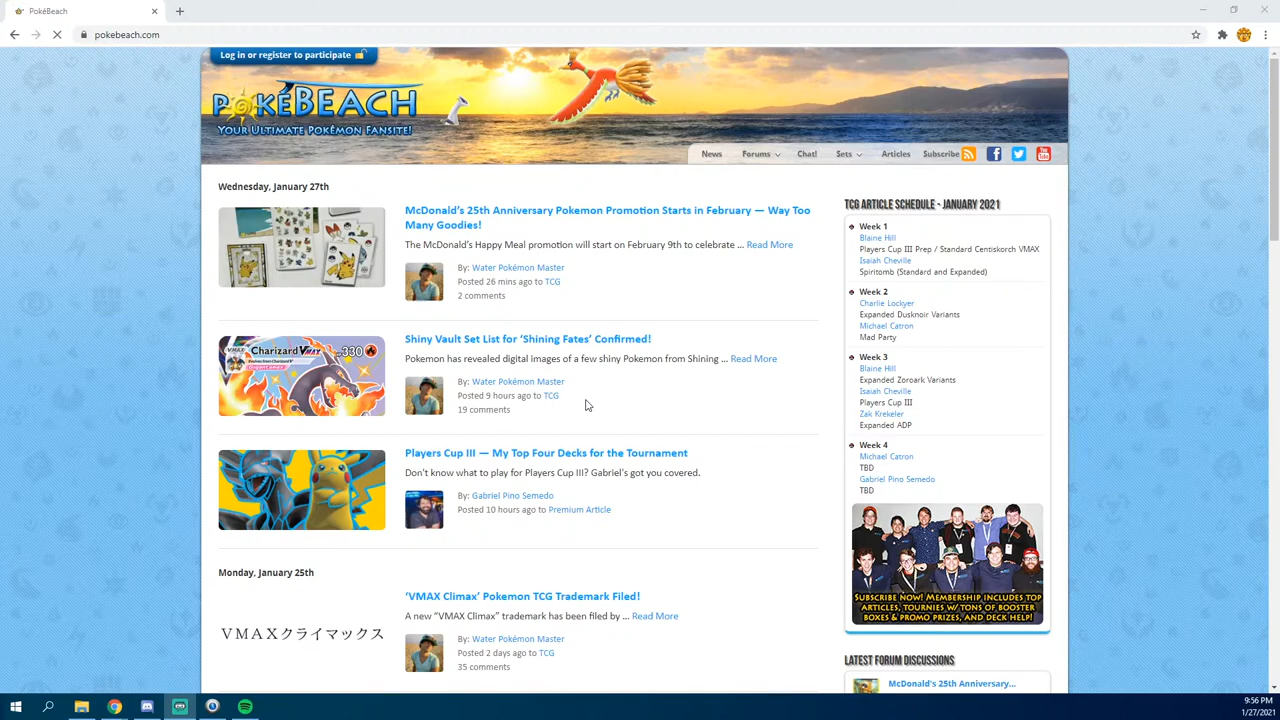 PokéBeach
pokebeach.com
Log in or register to participate
POKÉBEACH
YOUR ULTIMATE POKÉMON FANSITE!
News Forums Chat! Sets Articles Subscribe
Wednesday, January 27th
McDonald's 25th Anniversary Pokemon Promotion Starts in February — Way Too
Many Goodies!
The McDonald's Happy Meal promotion will start on February 9th to celebrate ... Read More
By: Water Pokémon Master
Posted 26 mins ago to TCG
2 comments
Shiny Vault Set List for 'Shining Fates' Confirmed!
Pokemon has revealed digital images of a few shiny Pokemon from Shining ... Read More
By: Water Pokémon Master
Posted 9 hours ago to TCG
19 comments
VMAX
Charizard VMAX
330
Players Cup III — My Top Four Decks for the Tournament
Don't know what to play for Players Cup III? Gabriel's got you covered.
By: Gabriel Pino Semedo
Posted 10 hours ago to Premium Article
Monday, January 25th
'VMAX Climax' Pokemon TCG Trademark Filed!
A new “VMAX Climax” trademark has been filed by ... Read More
VMAXクライマックス
By: Water Pokémon Master
Posted 2 days ago to TCG
35 comments
TCG ARTICLE SCHEDULE - JANUARY 2021
Week 1
Blaine Hill
Players Cup III Prep / Standard Centiskorch VMAX
Isaiah Cheville
Spiritomb (Standard and Expanded)
Week 2
Charlie Lockyer
Expanded Dusknoir Variants
Michael Catron
Mad Party
Week 3
Blaine Hill
Expanded Zoroark Variants
Isaiah Cheville
Players Cup III
Zak Krekeler
Expanded ADP
Week 4
Michael Catron
TBD
Gabriel Pino Semedo
TBD
SUBSCRIBE NOW! MEMBERSHIP INCLUDES TOP
ARTICLES, TOURNIES W/ TONS OF BOOSTER
BOXES & PROMO PRIZES, AND DECK HELP!
LATEST FORUM DISCUSSIONS
McDonald's 25th Anniversary...
9:56 PM
1/27/2021